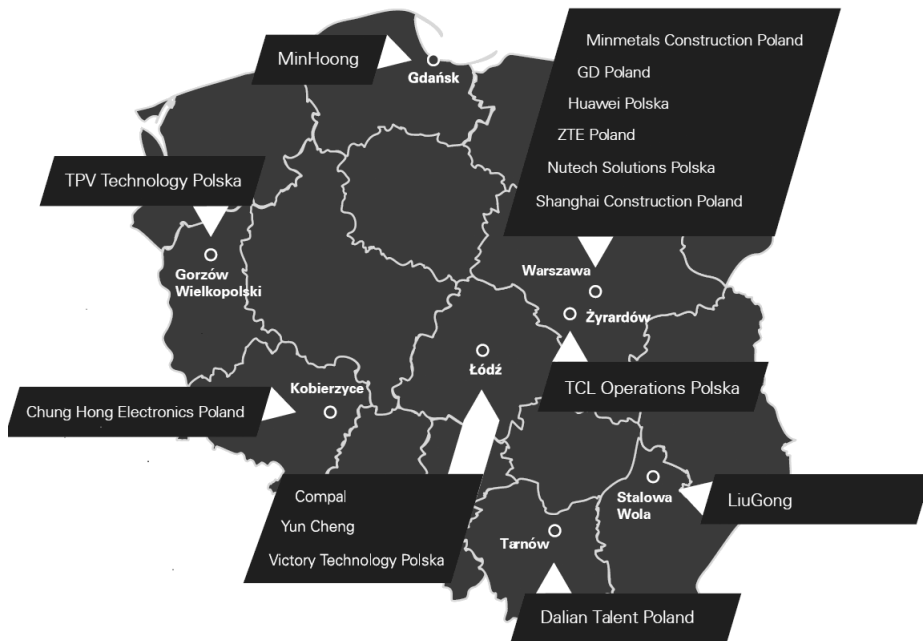 MinHoong
Gdańsk
Minmetals Construction Poland
GD Poland
Huawei Polska
ZTE Poland
Nutech Solutions Polska
Shanghai Construction Poland
TPV Technology Polska
Gorzów
Wielkopolski
Warszawa
Żyrardów
TCL Operations Polska
Łódź
Kobierzyce
Chung Hong Electronics Poland
Compal
Yun Cheng
Victory Technology Polska
Stalowa
Wola
LiuGong
Tarnów
Dalian Talent Poland